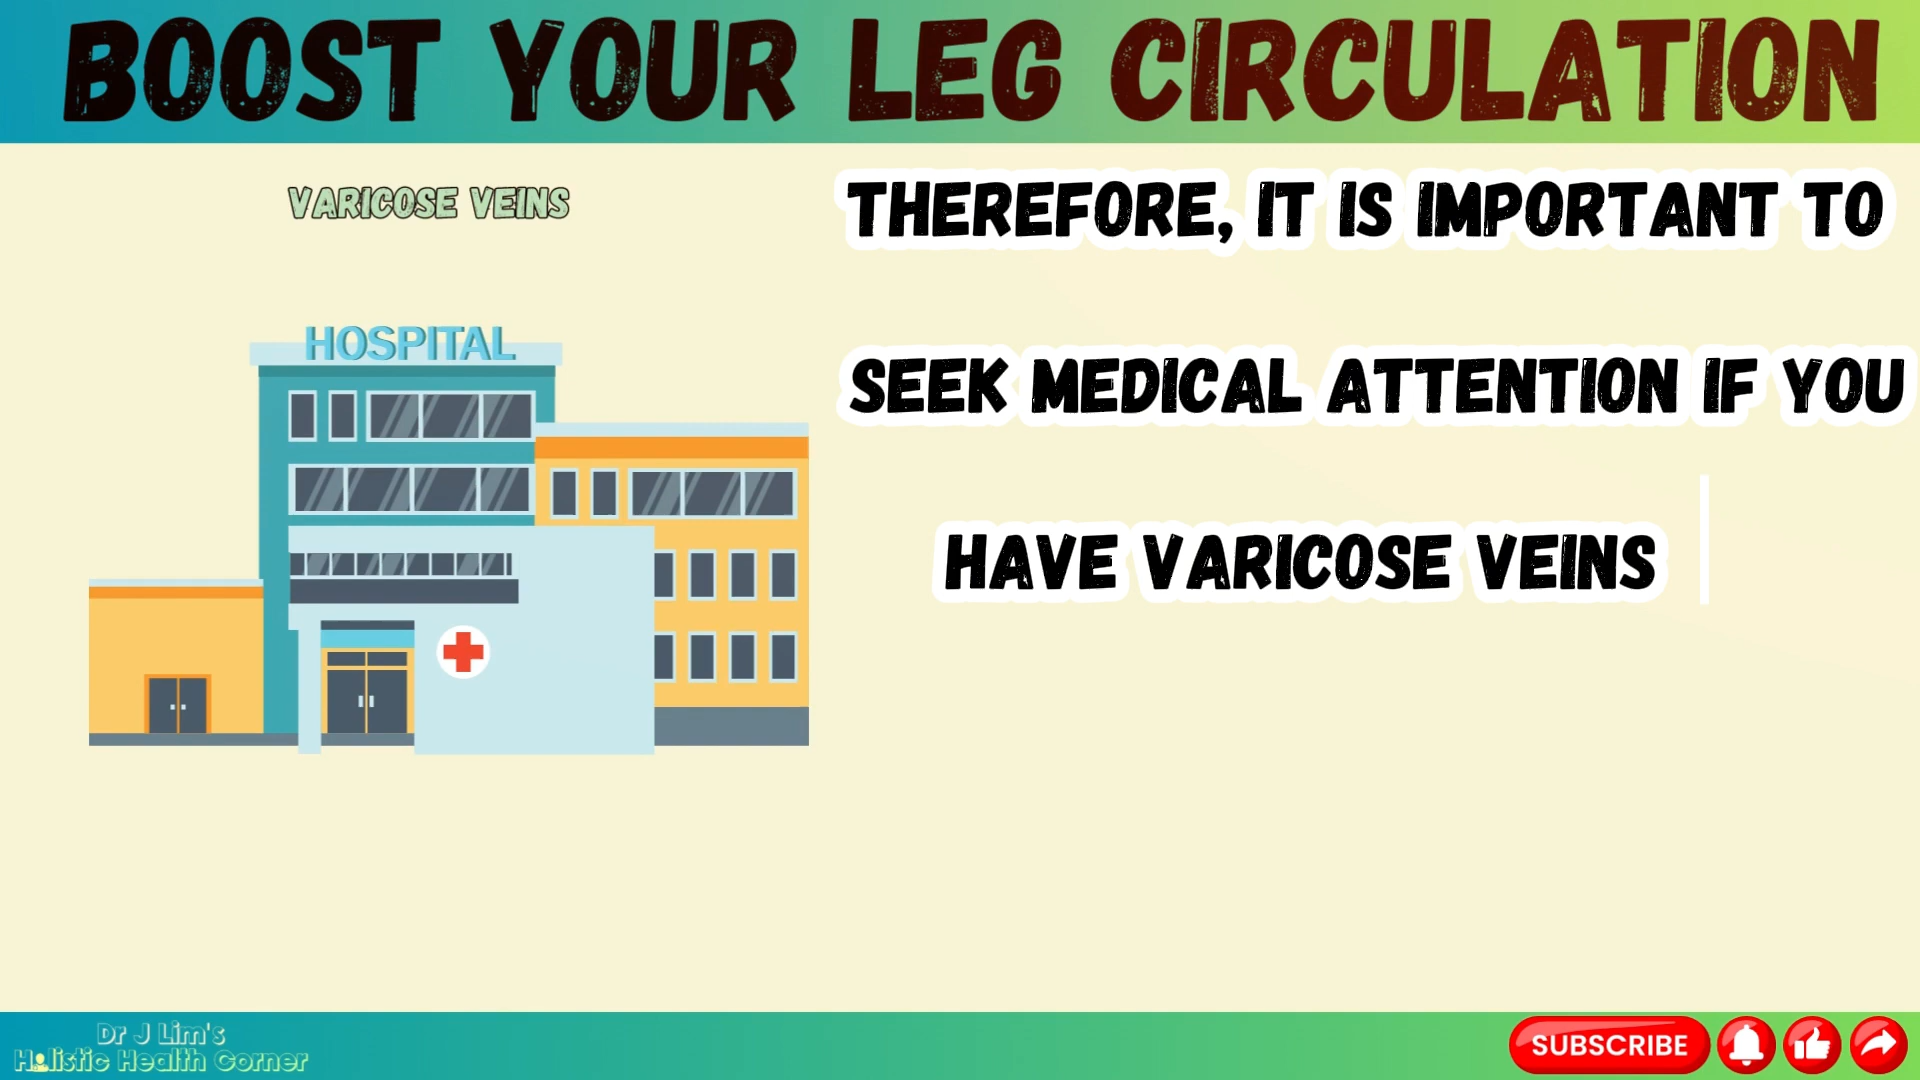 BOOST YOUR LEG CIRCULATION
VARICOSE VEINS
HOSPITAL
THEREFORE, IT IS IMPORTANT TO
SEEK MEDICAL ATTENTION IF YOU
HAVE VARICOSE VEINS
Dr J Lim's
Holistic Health Corner
SUBSCRIBE